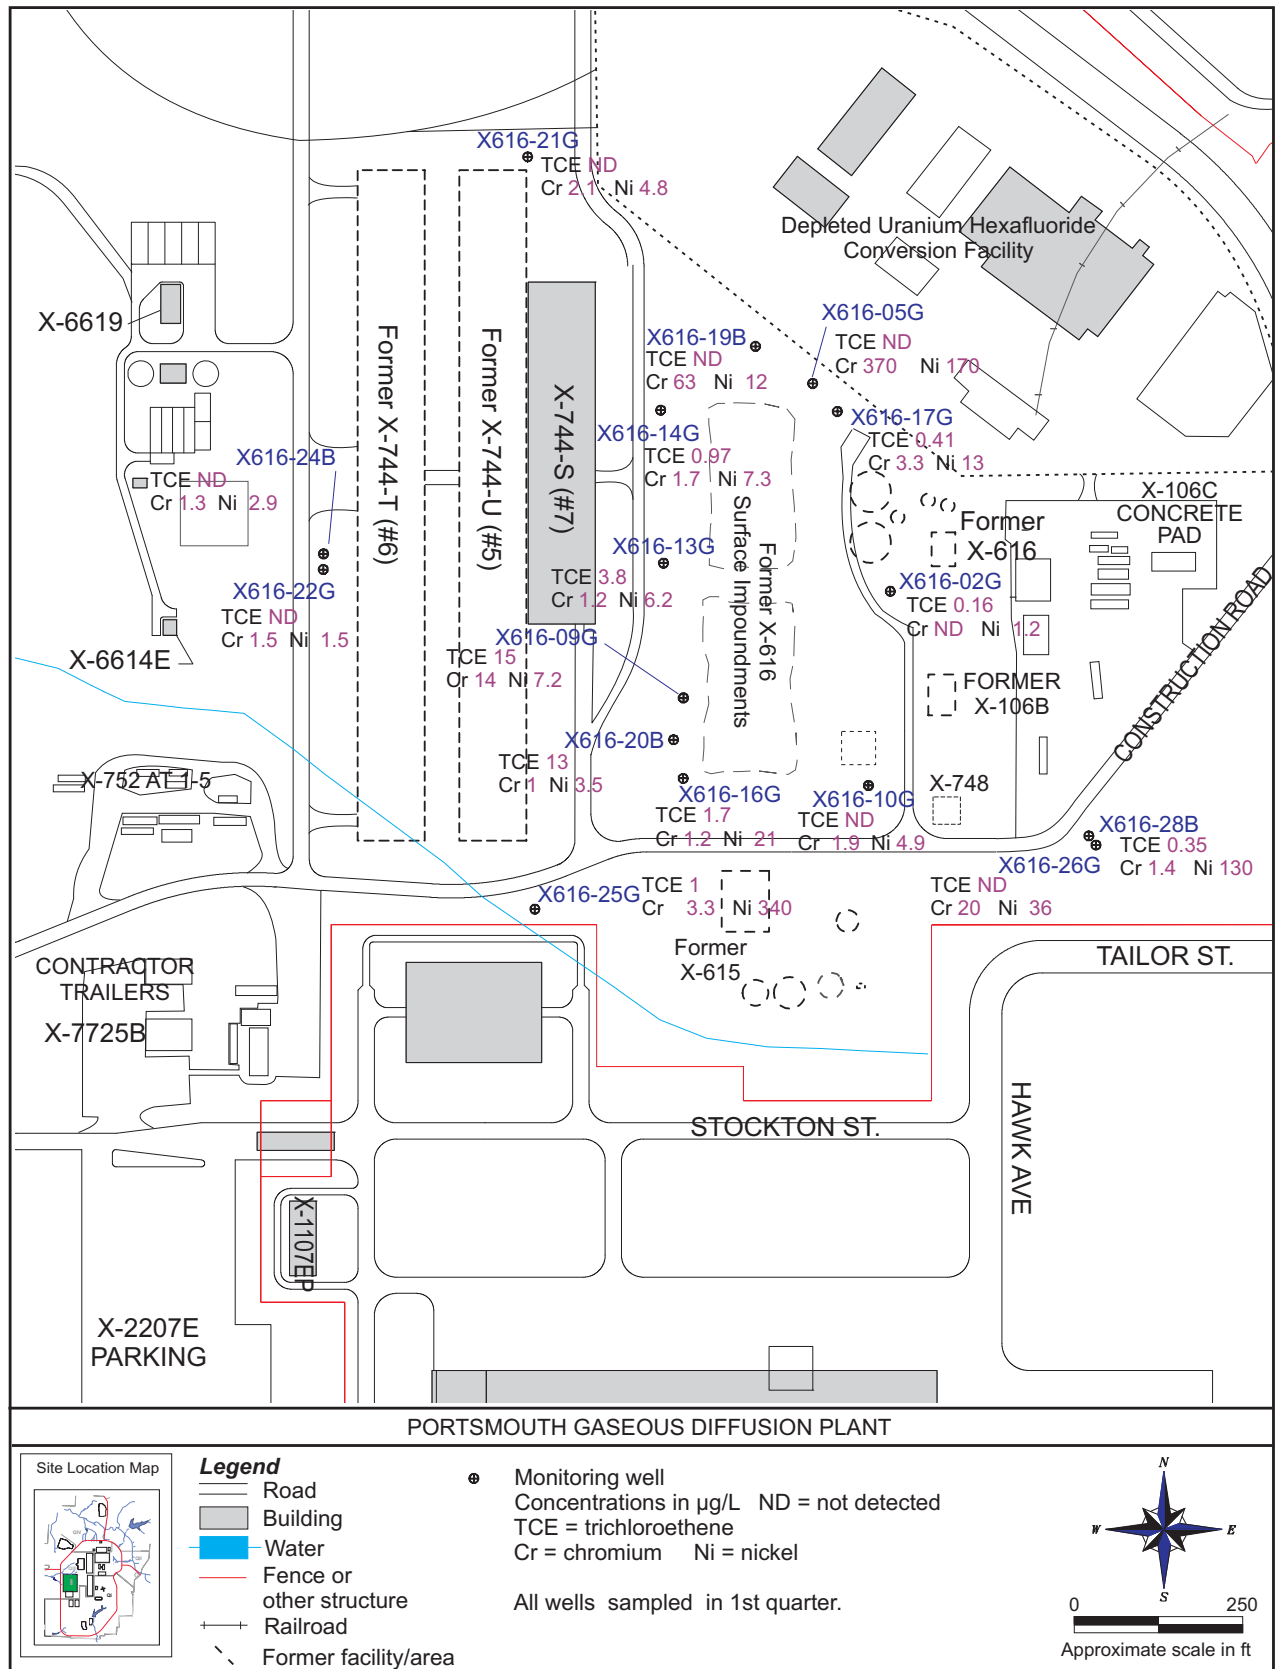 X616-21G
TCE ND
Cr 2.1 Ni 4.8
Depleted Uranium Hexafluoride
Conversion Facility
X-6619
X616-05G
TCE ND
Cr 370 Ni 170
X616-19B
TCE ND
Cr 63 Ni 12
Former X-744-T (#6)
Former X-744-U (#5)
X-744-S (#7)
X616-14G
TCE 0.97
Cr 1.7 Ni 7.3
X616-17G
TCE 0.41
Cr 3.3 Ni 13
X616-24B
TCE ND
Cr 1.3 Ni 2.9
X-106C
CONCRETE
PAD
Former
X-616
Former X-616
Surface Impoundments
X616-13G
TCE 3.8
Cr 1.2 Ni 6.2
X616-22G
TCE ND
Cr 1.5 Ni 1.5
X616-02G
TCE 0.16
Cr ND Ni 1.2
X616-09G
TCE 15
Cr 14 Ni 7.2
X-6614E
FORMER
X-106B
CONSTRUCTION ROAD
X616-20B
TCE 13
Cr 1 Ni 3.5
X-752 AT 1-5
X616-16G
TCE 1.7
Cr 1.2 Ni 21
X616-10G
TCE ND
Cr 1.9 Ni 4.9
X-748
X616-28B
TCE 0.35
Cr 1.4 Ni 130
X616-26G
TCE ND
Cr 20 Ni 36
X616-25G
TCE 1
Cr 3.3 Ni 340
Former
X-615
TAILOR ST.
CONTRACTOR
TRAILERS
X-7725B
STOCKTON ST.
HAWK AVE
X-1107EP
X-2207E
PARKING
PORTSMOUTH GASEOUS DIFFUSION PLANT
Site Location Map
Legend
Road
Building
Water
Fence or
other structure
Railroad
Former facility/area
Monitoring well
Concentrations in µg/L ND = not detected
TCE = trichloroethene
Cr = chromium Ni = nickel
All wells sampled in 1st quarter.
N
W E
S
0 250
Approximate scale in ft